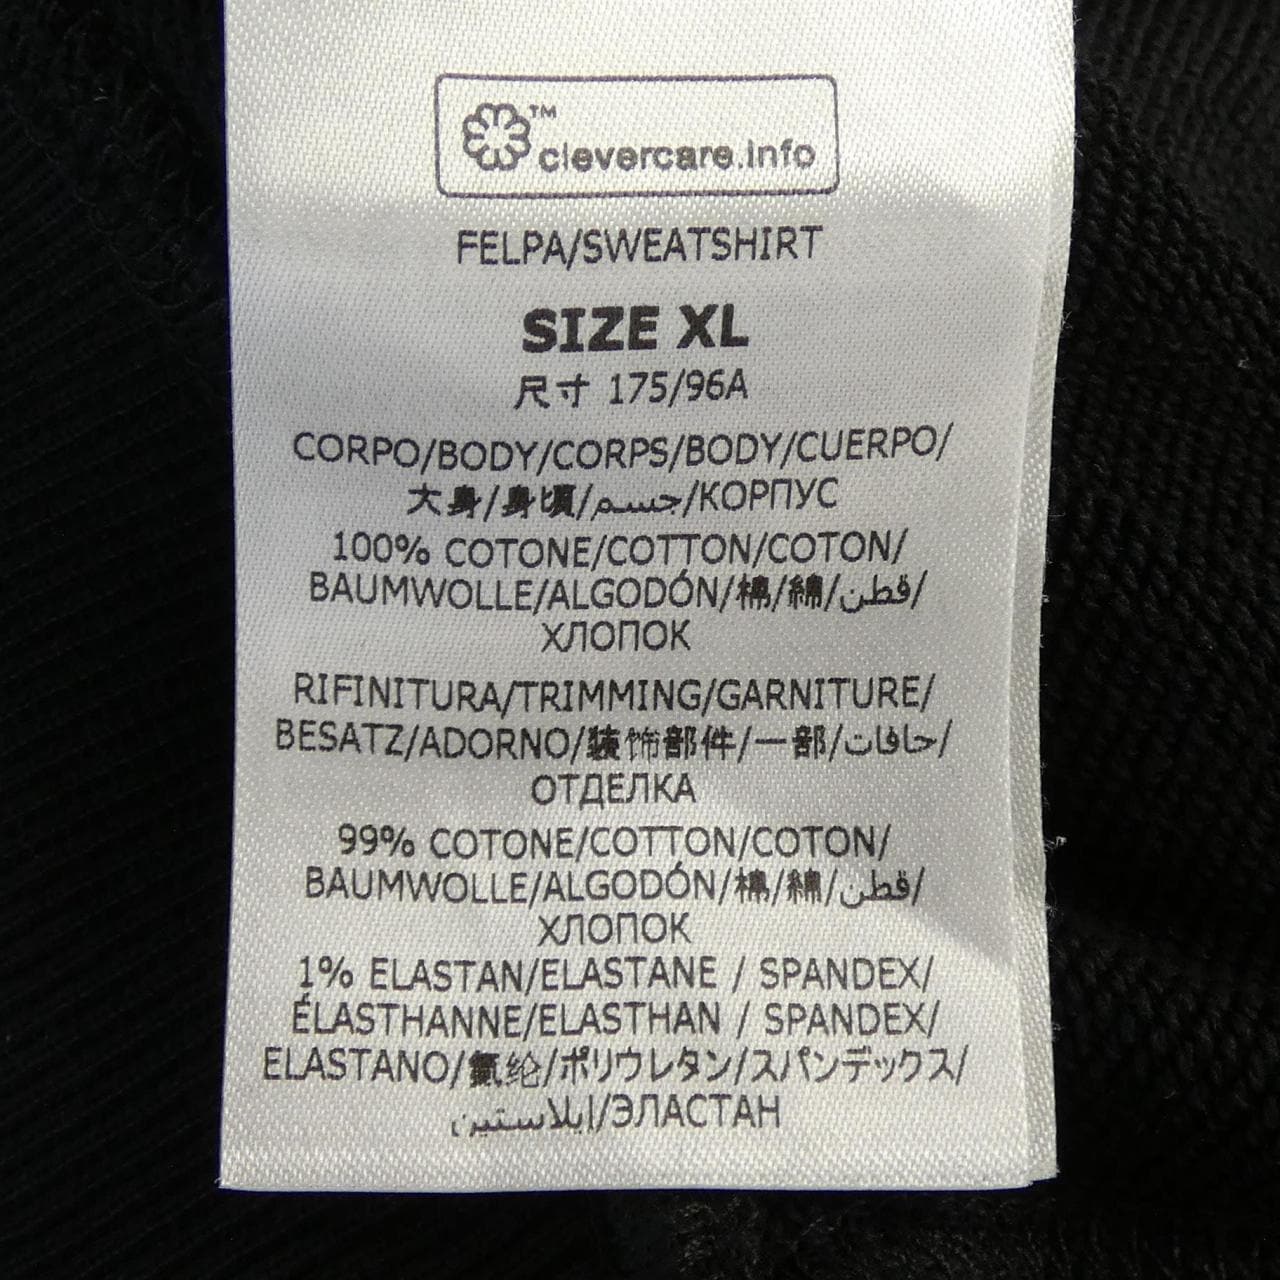 ™
clevercare.info
FELPA/SWEATSHIRT
SIZE XL
尺寸 175/96A
CORPO/BODY/CORPS/BODY/CUERPO/
大身/身頃/جسم/КОРПУС
100% COTONE/COTTON/COTON/
BAUMWOLLE/ALGODÓN/棉/綿/قطن/
ХЛОПОК
RIFINITURA/TRIMMING/GARNITURE/
BESATZ/ADORNO/装饰部件/一部/حافات/
ОТДЕЛКА
99% COTONE/COTTON/COTON/
BAUMWOLLE/ALGODÓN/棉/綿/قطن/
ХЛОПОК
1% ELASTAN/ELASTANE / SPANDEX/
ÉLASTHANNE/ELASTHAN / SPANDEX/
ELASTANO/氨纶/ポリウレタン/スパンデックス/
إيلاستين/ЭЛАСТАН